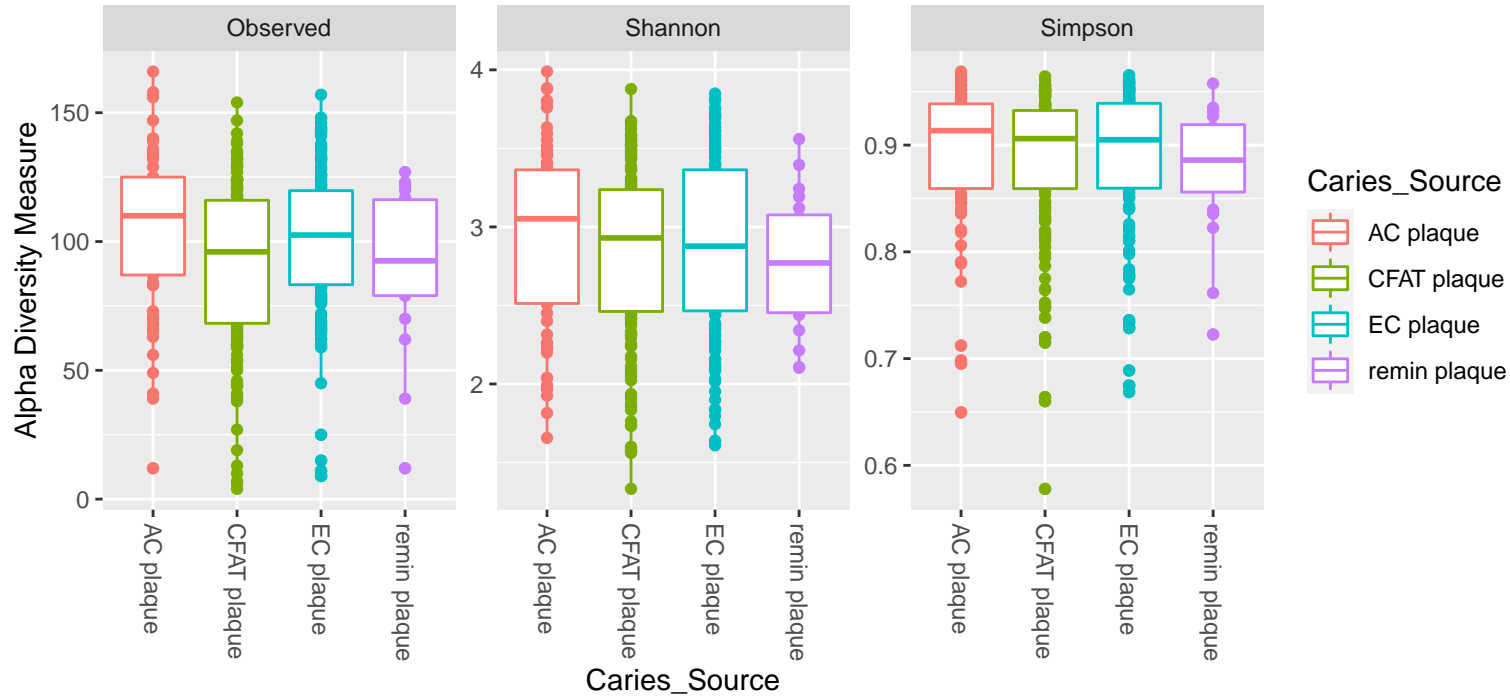 Observed
Shannon
Simpson
Alpha Diversity Measure
150
100
50
0
4
3
2
0.9
0.8
0.7
0.6
AC plaque
CFAT plaque
EC plaque
remin plaque
AC plaque
CFAT plaque
EC plaque
remin plaque
AC plaque
CFAT plaque
EC plaque
remin plaque
Caries_Source
Caries_Source
AC plaque
CFAT plaque
EC plaque
remin plaque